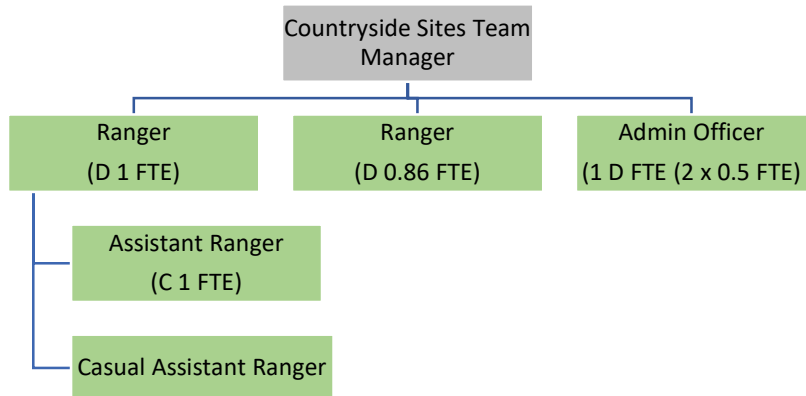 Countryside Sites Team
Manager
Ranger
(D 1 FTE)
Ranger
(D 0.86 FTE)
Admin Officer
(1 D FTE (2 x 0.5 FTE)
Assistant Ranger
(C 1 FTE)
Casual Assistant Ranger